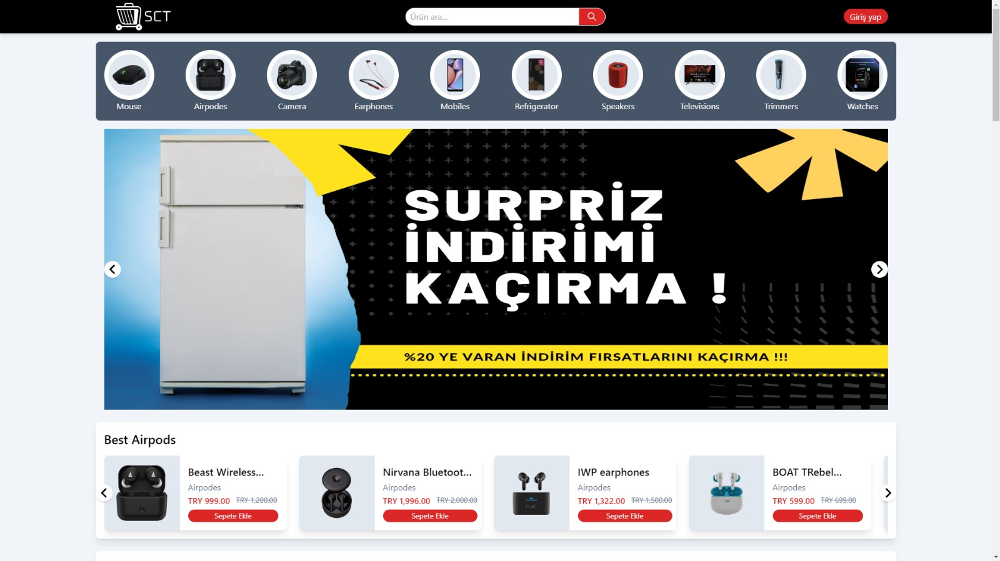 SCT
Ürün ara...
Giriş yap
Mouse
Airpodes
Camera
Earphones
Mobiles
Refrigerator
Speakers
Televisions
Trimmers
Watches
SURPRİZ
İNDİRİMİ
KAÇIRMA !
%20 YE VARAN İNDİRİM FIRSATLARINI KAÇIRMA !!!
Best Airpods
Beast Wireless...
Airpodes
TRY 999.00 TRY 1,200.00
Sepete Ekle
Nirvana Bluetoot...
Airpodes
TRY 1,996.00 TRY 2,000.00
Sepete Ekle
IWP earphones
Airpodes
TRY 1,322.00 TRY 1,500.00
Sepete Ekle
BOAT TRebel...
Airpodes
TRY 599.00 TRY 699.00
Sepete Ekle